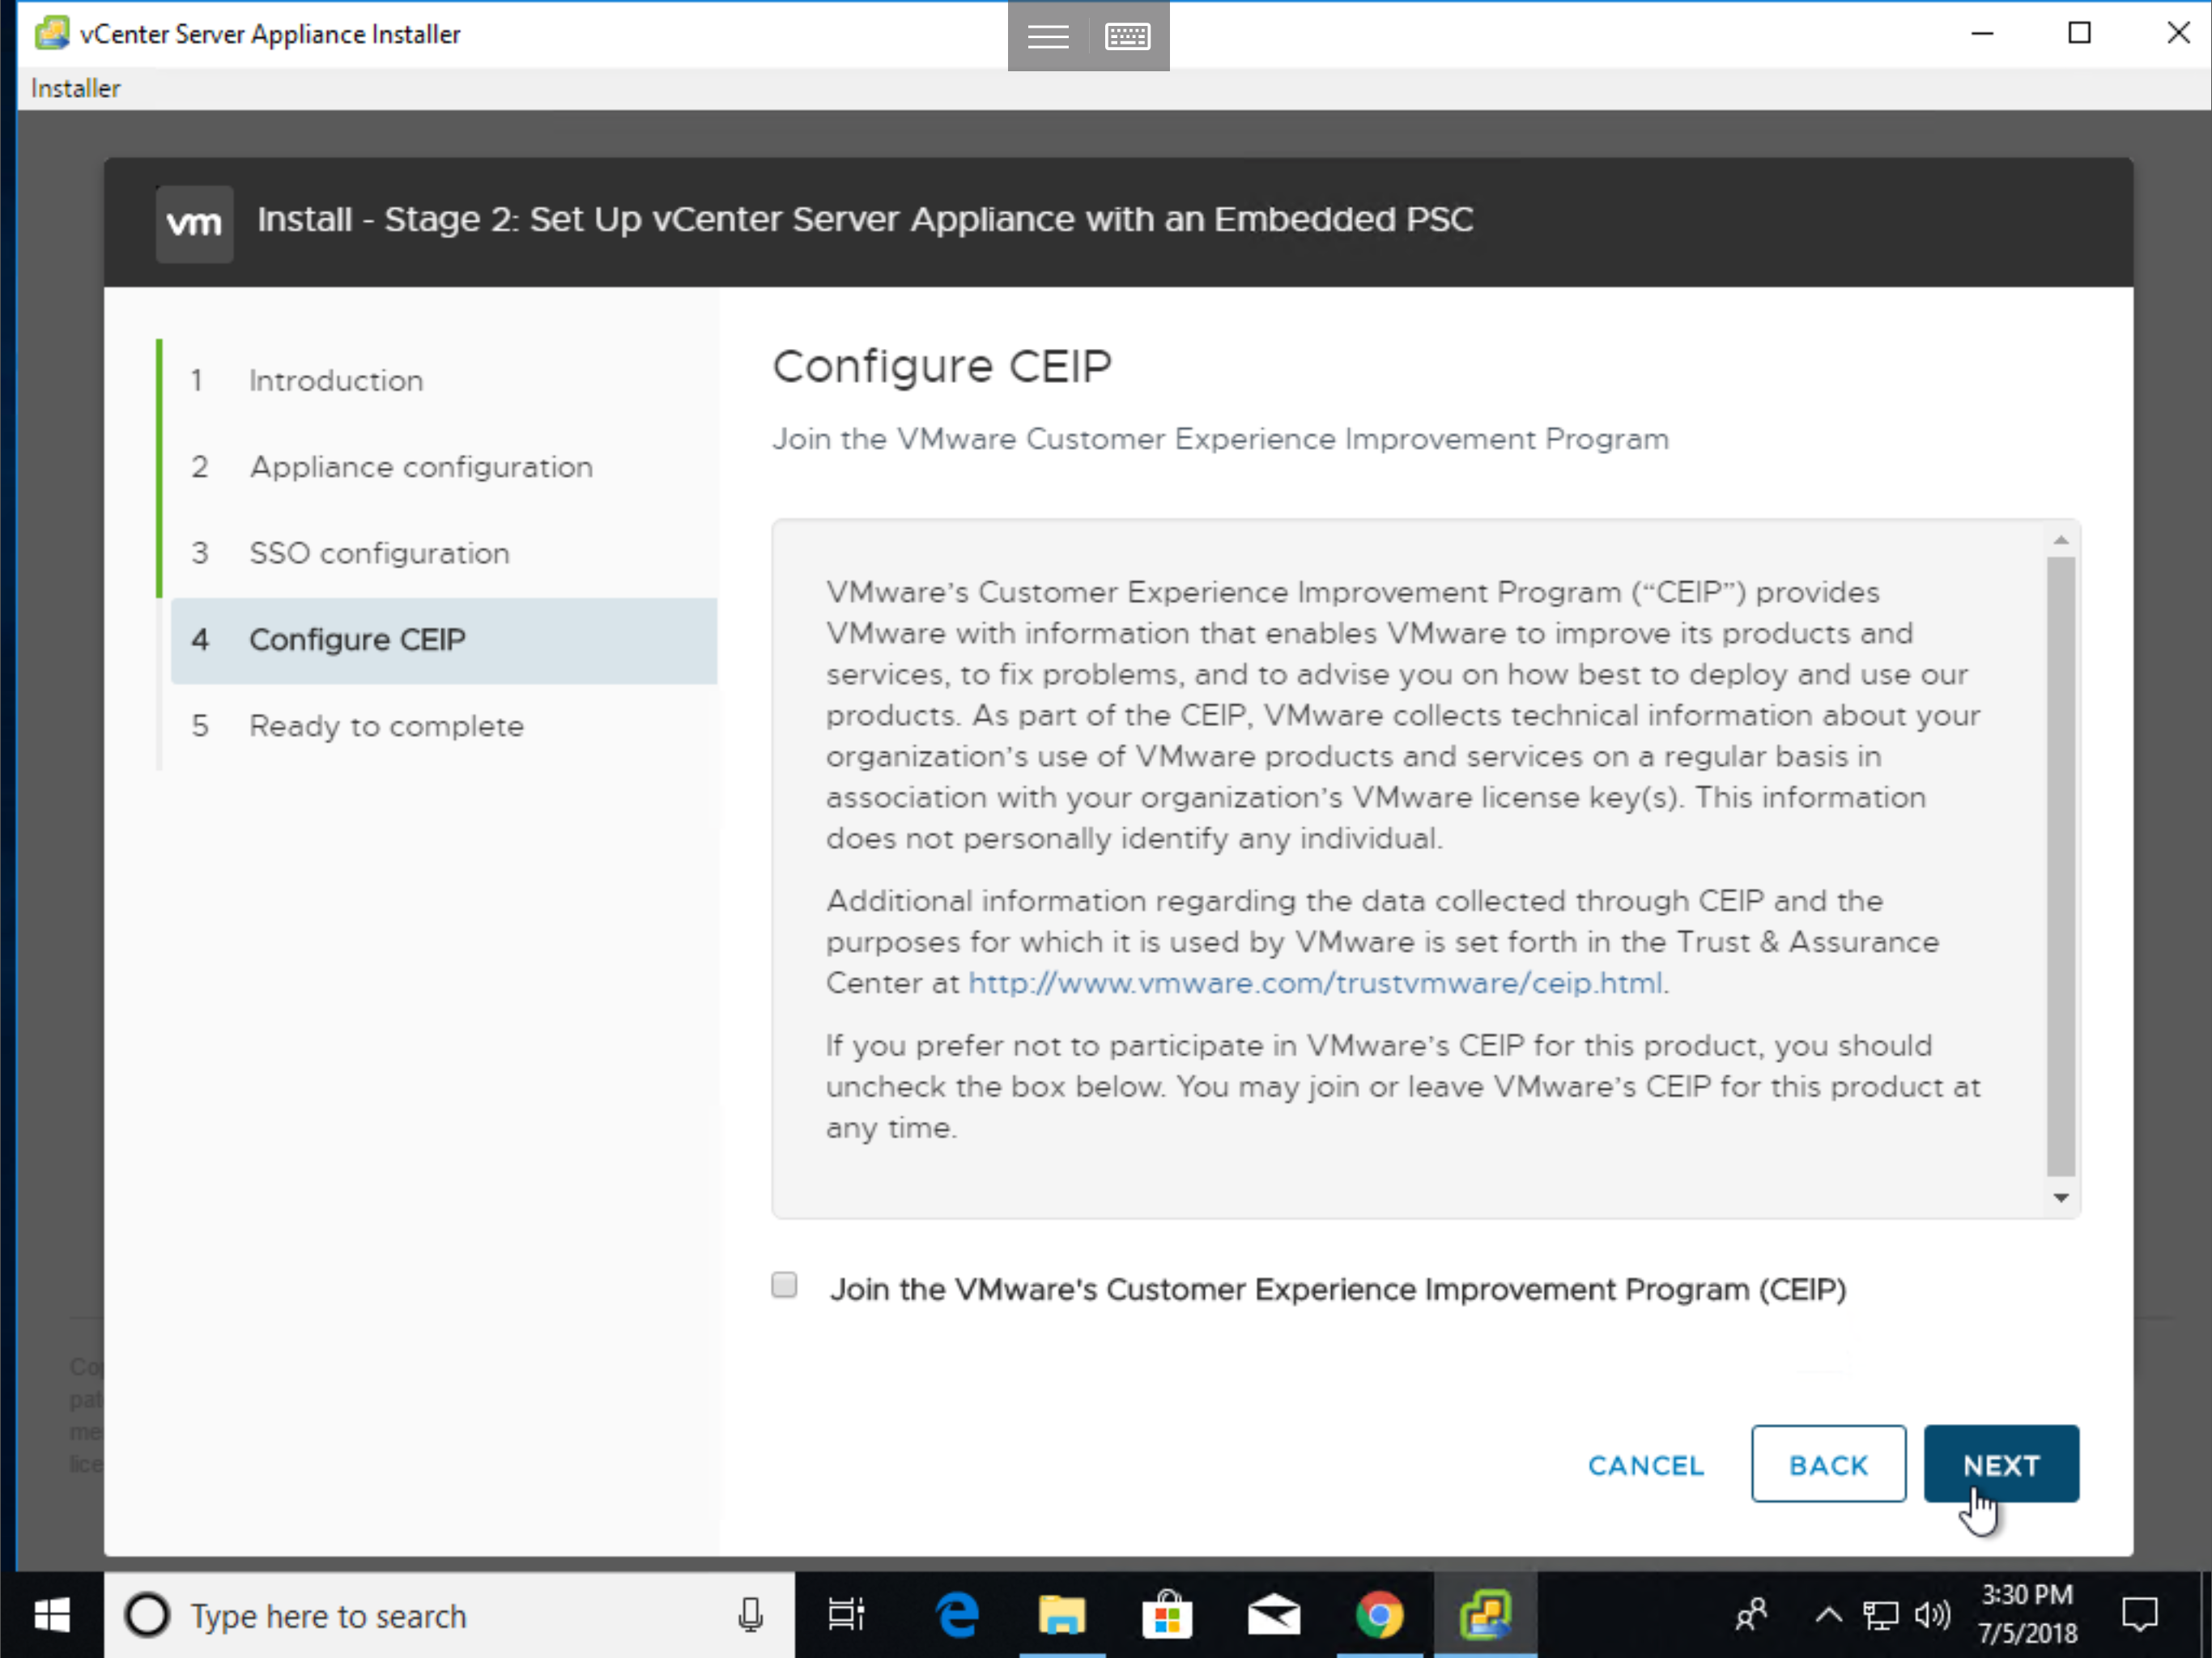 vCenter Server Appliance Installer
Installer
vm Install - Stage 2: Set Up vCenter Server Appliance with an Embedded PSC
1 Introduction
2 Appliance configuration
3 SSO configuration
4 Configure CEIP
5 Ready to complete
Configure CEIP
Join the VMware Customer Experience Improvement Program
VMware's Customer Experience Improvement Program (“CEIP”) provides
VMware with information that enables VMware to improve its products and
services, to fix problems, and to advise you on how best to deploy and use our
products. As part of the CEIP, VMware collects technical information about your
organization's use of VMware products and services on a regular basis in
association with your organization's VMware license key(s). This information
does not personally identify any individual.
Additional information regarding the data collected through CEIP and the
purposes for which it is used by VMware is set forth in the Trust & Assurance
Center at http://www.vmware.com/trustvmware/ceip.html.
If you prefer not to participate in VMware's CEIP for this product, you should
uncheck the box below. You may join or leave VMware's CEIP for this product at
any time.
Join the VMware's Customer Experience Improvement Program (CEIP)
CANCEL BACK NEXT
Type here to search
3:30 PM
7/5/2018